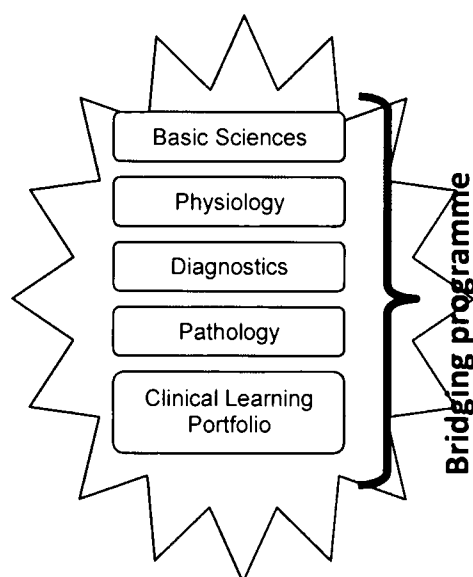 Basic Sciences
Physiology
Diagnostics
Pathology
Clinical Learning
Portfolio
Bridging programme